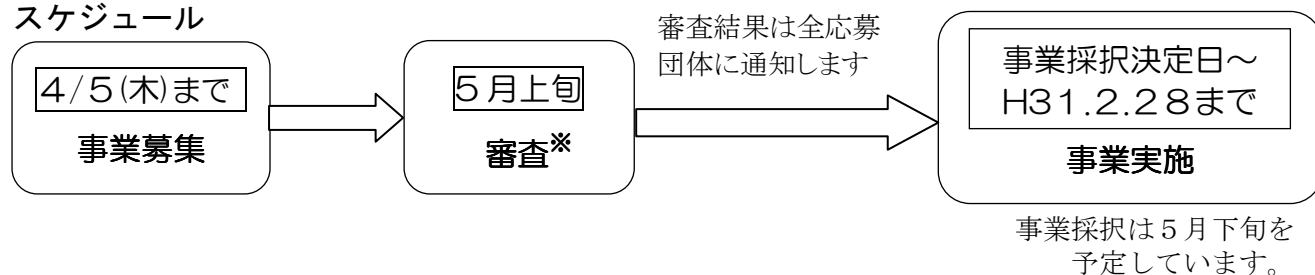 スケジュール
4/5(木)まで
事業募集
5月上旬
審査※
審査結果は全応募
団体に通知します
事業採択決定日～
H31.2.28まで
事業実施
事業採択は5月下旬を
予定しています。